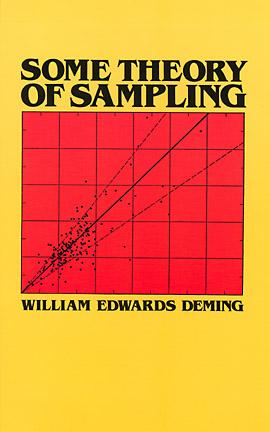 SOME THEORY
OF SAMPLING
WILLIAM EDWARDS DEMING